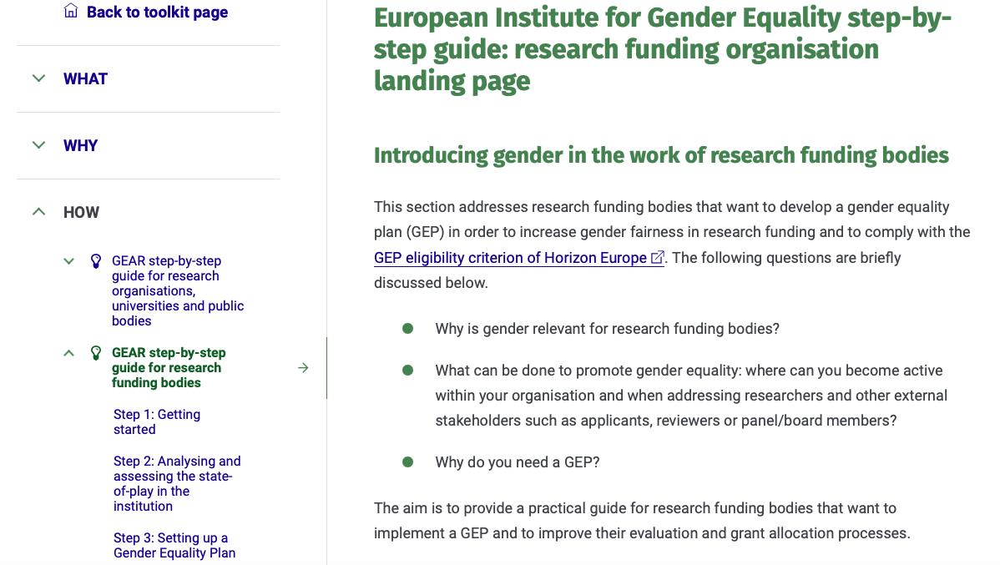 Back to toolkit page
WHAT
WHY
HOW
GEAR step-by-step
guide for research
organisations,
universities and public
bodies
GEAR step-by-step
guide for research
funding bodies
Step 1: Getting
started
Step 2: Analysing and
assessing the state-
of-play in the
institution
Step 3: Setting up a
Gender Equality Plan
European Institute for Gender Equality step-by-
step guide: research funding organisation
landing page
Introducing gender in the work of research funding bodies
This section addresses research funding bodies that want to develop a gender equality
plan (GEP) in order to increase gender fairness in research funding and to comply with the
GEP eligibility criterion of Horizon Europe. The following questions are briefly
discussed below.
Why is gender relevant for research funding bodies?
What can be done to promote gender equality: where can you become active
within your organisation and when addressing researchers and other external
stakeholders such as applicants, reviewers or panel/board members?
Why do you need a GEP?
The aim is to provide a practical guide for research funding bodies that want to
implement a GEP and to improve their evaluation and grant allocation processes.